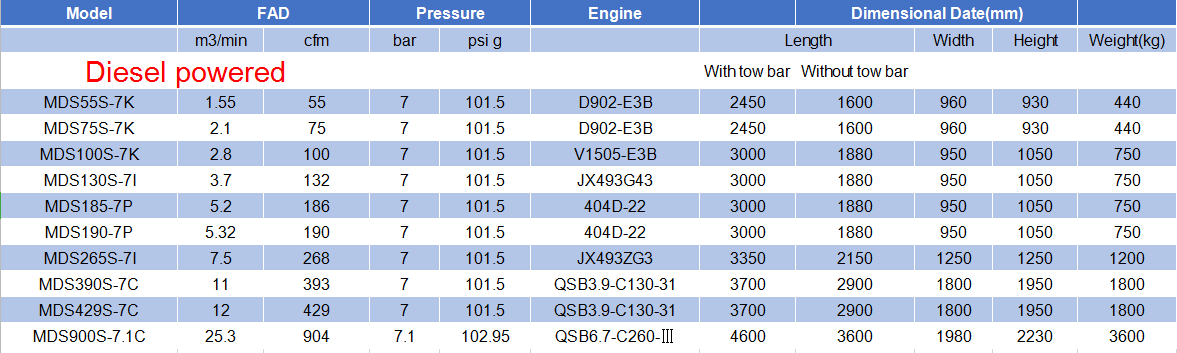 Model FAD Pressure Engine Dimensional Date(mm)
m3/min cfm bar psi g Length Width Height Weight(kg)
Diesel powered With tow bar Without tow bar
MDS55S-7K 1.55 55 7 101.5 D902-E3B 2450 1600 960 930 440
MDS75S-7K 2.1 75 7 101.5 D902-E3B 2450 1600 960 930 440
MDS100S-7K 2.8 100 7 101.5 V1505-E3B 3000 1880 950 1050 750
MDS130S-7I 3.7 132 7 101.5 JX493G43 3000 1880 950 1050 750
MDS185-7P 5.2 186 7 101.5 404D-22 3000 1880 950 1050 750
MDS190-7P 5.32 190 7 101.5 404D-22 3000 1880 950 1050 750
MDS265S-7I 7.5 268 7 101.5 JX493ZG3 3350 2150 1250 1250 1200
MDS390S-7C 11 393 7 101.5 QSB3.9-C130-31 3700 2900 1800 1950 1800
MDS429S-7C 12 429 7 101.5 QSB3.9-C130-31 3700 2900 1800 1950 1800
MDS900S-7.1C 25.3 904 7.1 102.95 QSB6.7-C260-Ⅲ 4600 3600 1980 2230 3600